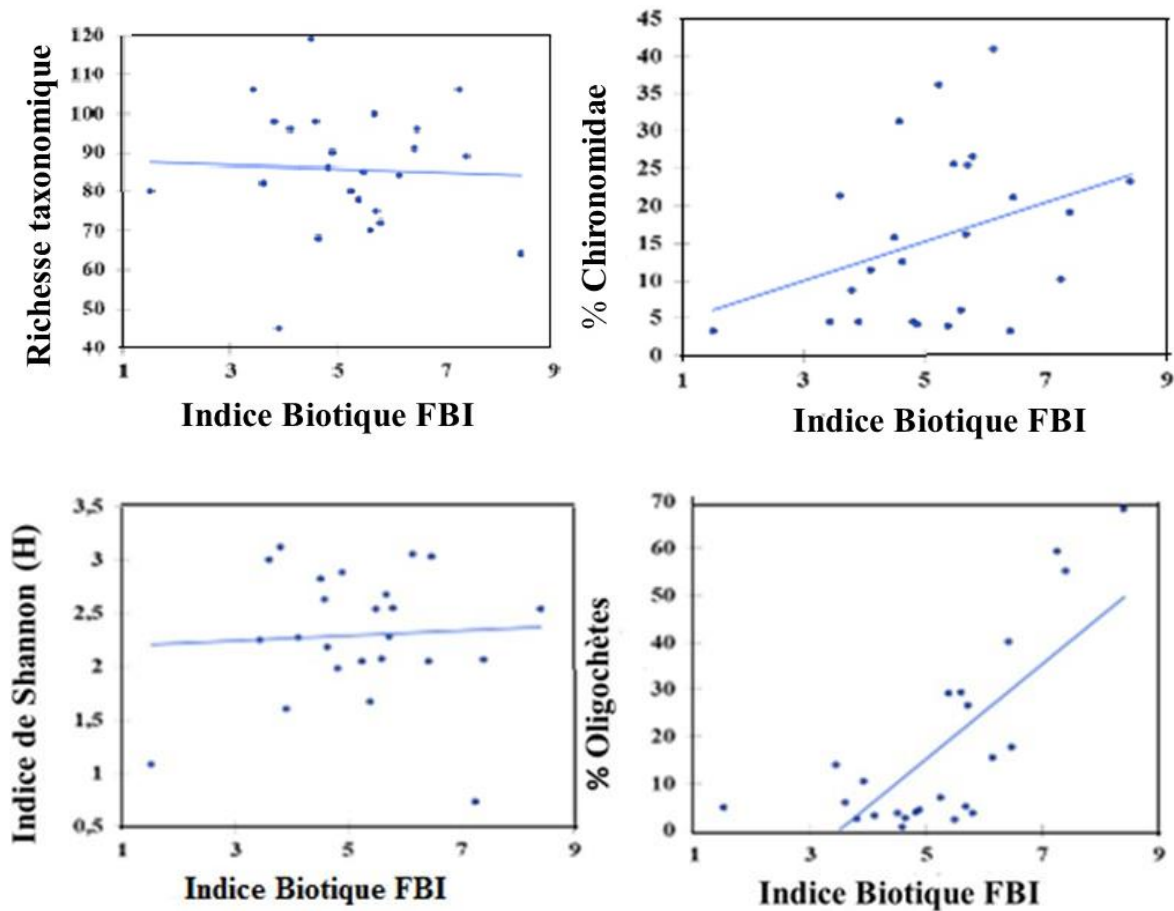 Richesse taxonomique
120
110
100
90
80
70
60
50
40
1 3 5 7 9
Indice Biotique FBI
% Chironomidae
45
40
35
30
25
20
15
10
5
0
1 3 5 7 9
Indice Biotique FBI
Indice de Shannon (H)
3,5
3
2,5
2
1,5
1
0,5
1 3 5 7 9
Indice Biotique FBI
% Oligochètes
70
60
50
40
30
20
10
0
1 3 5 7 9
Indice Biotique FBI